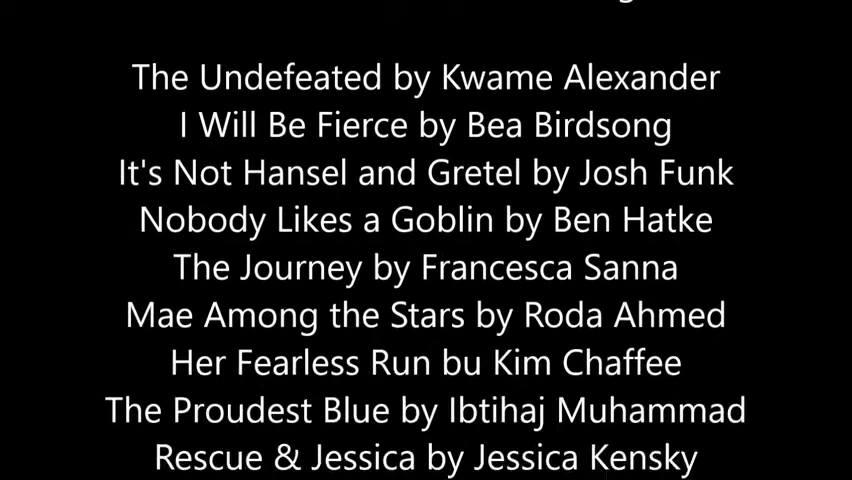 The Undefeated by Kwame Alexander
I Will Be Fierce by Bea Birdsong
It's Not Hansel and Gretel by Josh Funk
Nobody Likes a Goblin by Ben Hatke
The Journey by Francesca Sanna
Mae Among the Stars by Roda Ahmed
Her Fearless Run bu Kim Chaffee
The Proudest Blue by Ibtihaj Muhammad
Rescue & Jessica by Jessica Kensky